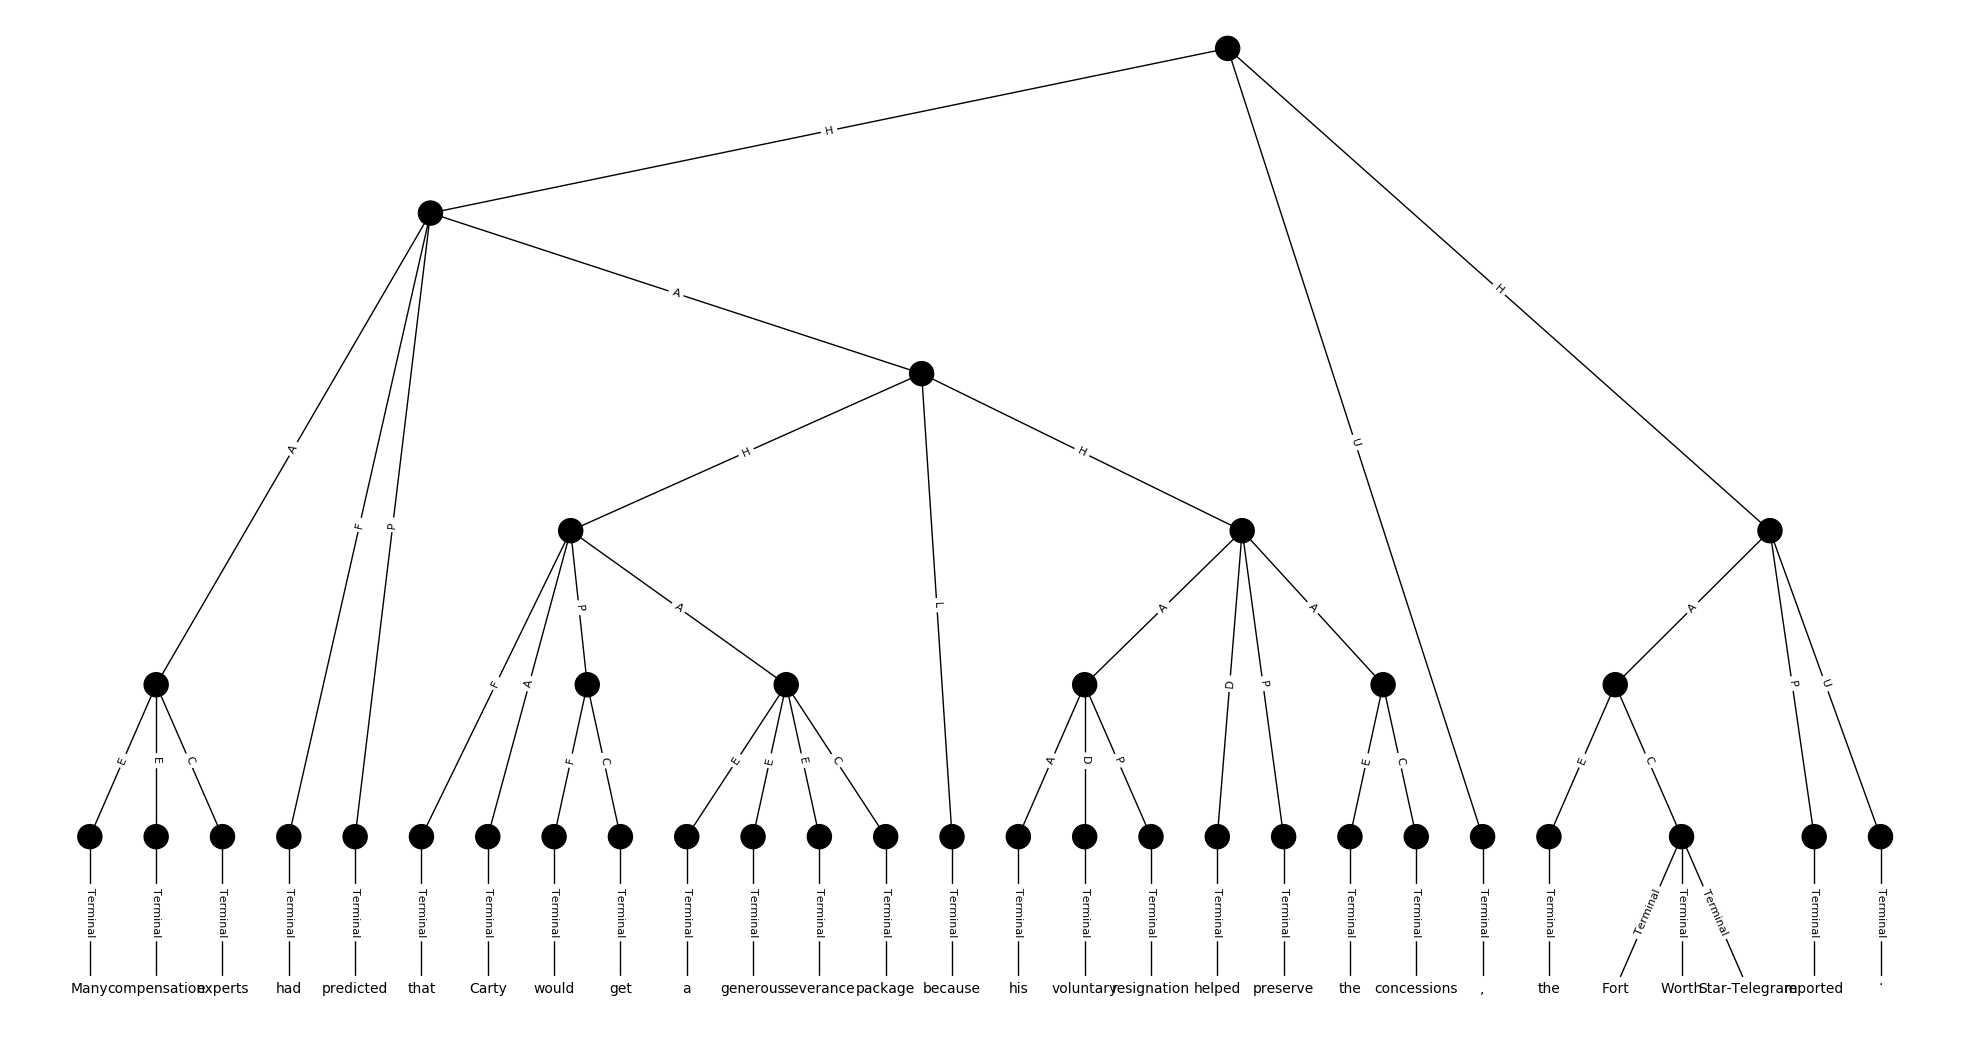 H
H
A
A
H
H
U
P
A
A
A
A
L
F
P
F
A
D
P
P
U
E
E
C
F
C
E
E
E
C
A
D
P
E
C
E
C
Terminal Terminal Terminal Terminal Terminal Terminal Terminal Terminal Terminal Terminal Terminal Terminal Terminal Terminal Terminal Terminal Terminal Terminal Terminal Terminal Terminal Terminal Terminal Terminal Terminal Terminal Terminal Terminal
Many compensation experts had predicted that Carty would get a generous severance package because his voluntary resignation helped preserve the concessions , the Fort Worth Star-Telegram reported .